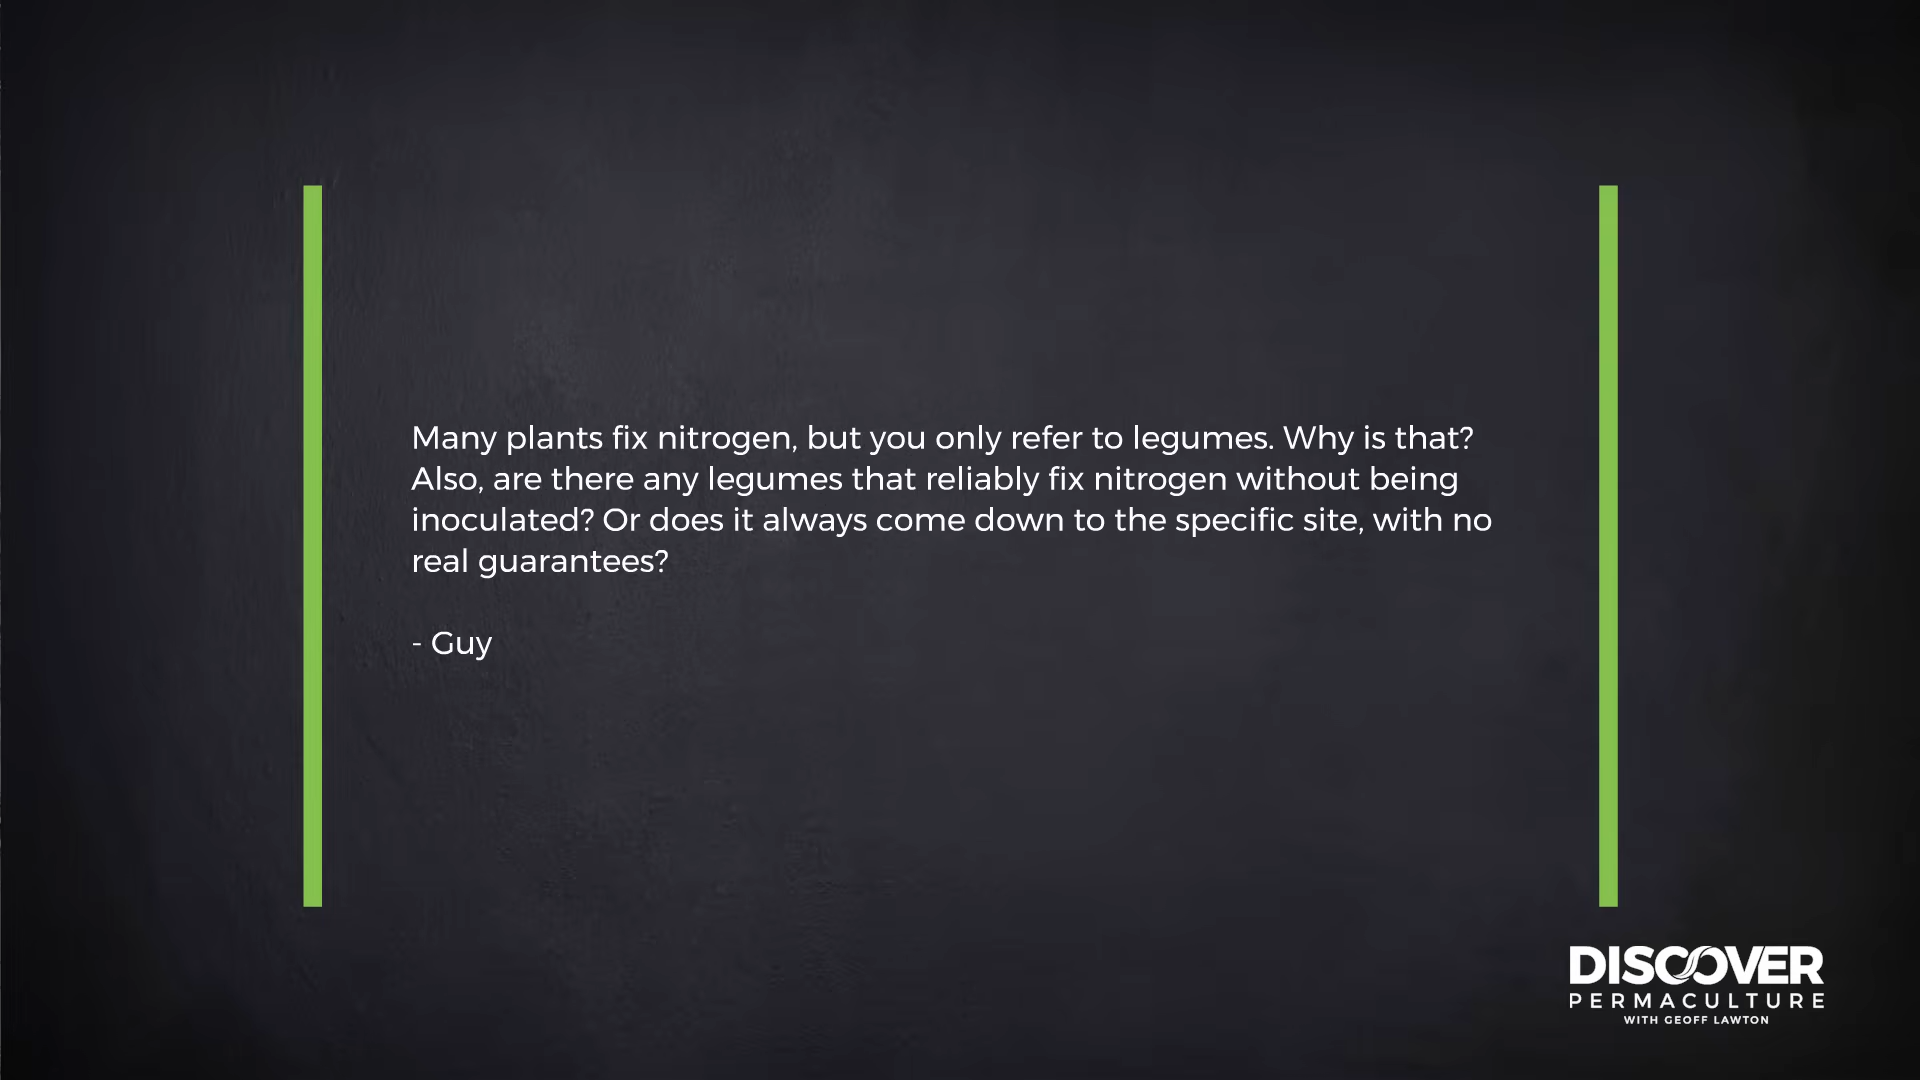 Many plants fix nitrogen, but you only refer to legumes. Why is that?
Also, are there any legumes that reliably fix nitrogen without being
inoculated? Or does it always come down to the specific site, with no
real guarantees?
- Guy
DISCOVER
PERMACULTURE
WITH GEOFF LAWTON